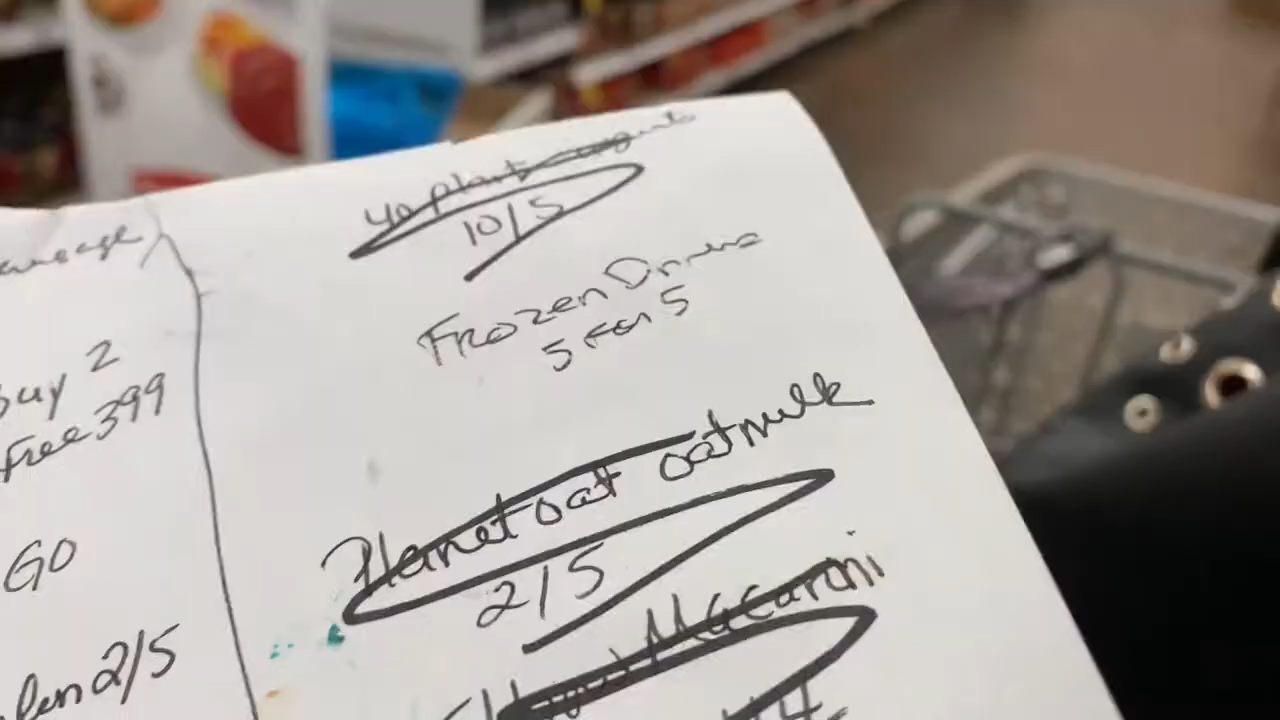 Buy 2
Free 399
GO
2/5
yoplait
10/5
Frozen Dinners
5 For 5
Planet oat oatmilk
2/5
Macaroni